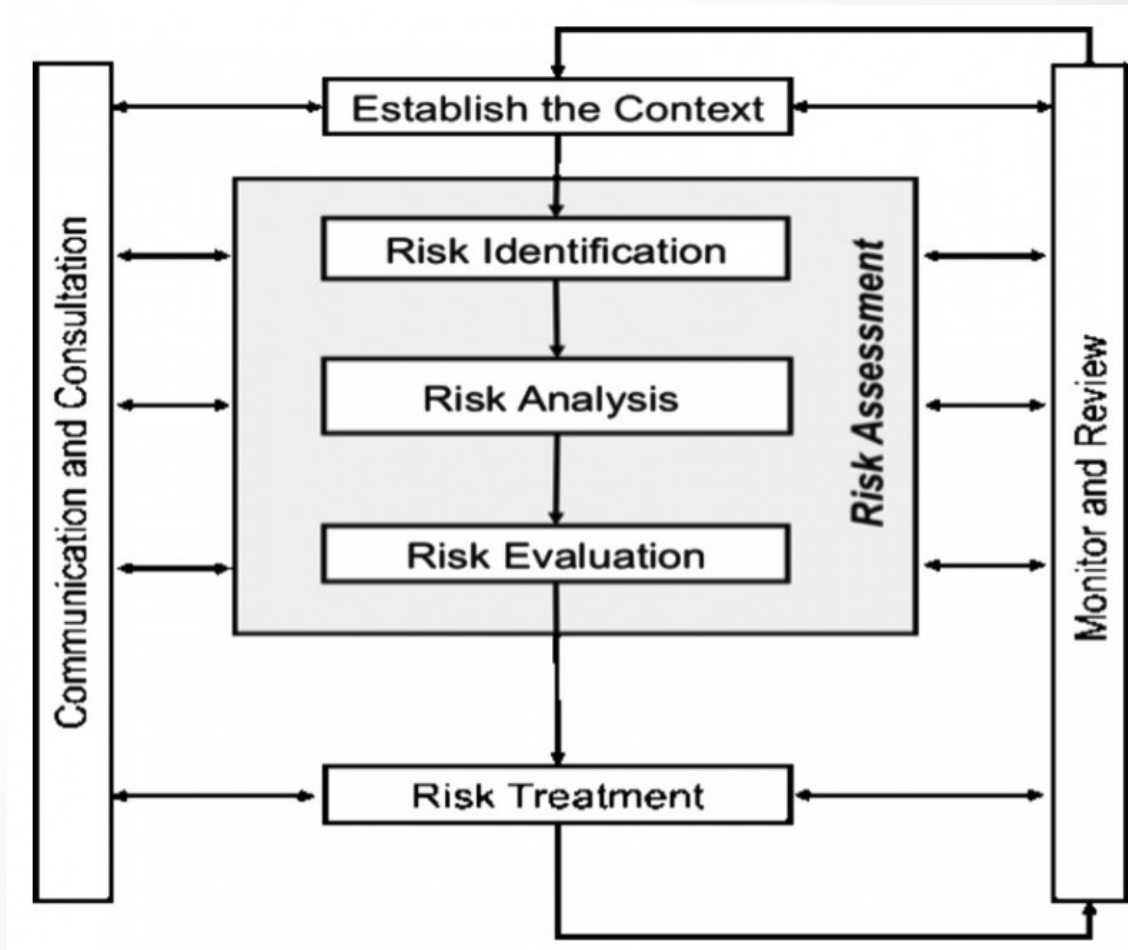 Establish the Context
Communication and Consultation
Risk Identification
Risk Analysis
Risk Evaluation
Risk Assessment
Monitor and Review
Risk Treatment